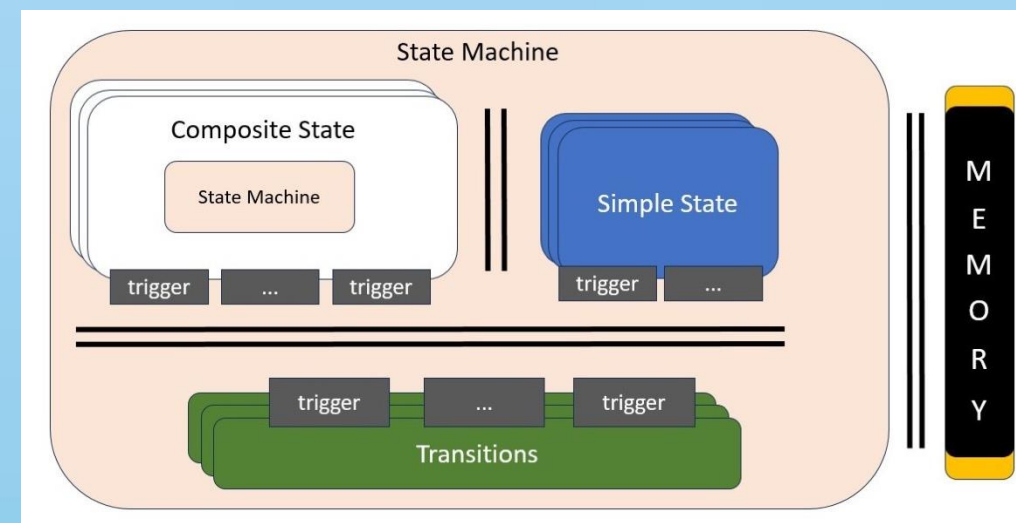 State Machine
Composite State
State Machine
trigger
...
trigger
Simple State
trigger
...
trigger
...
trigger
Transitions
M
E
M
O
R
Y